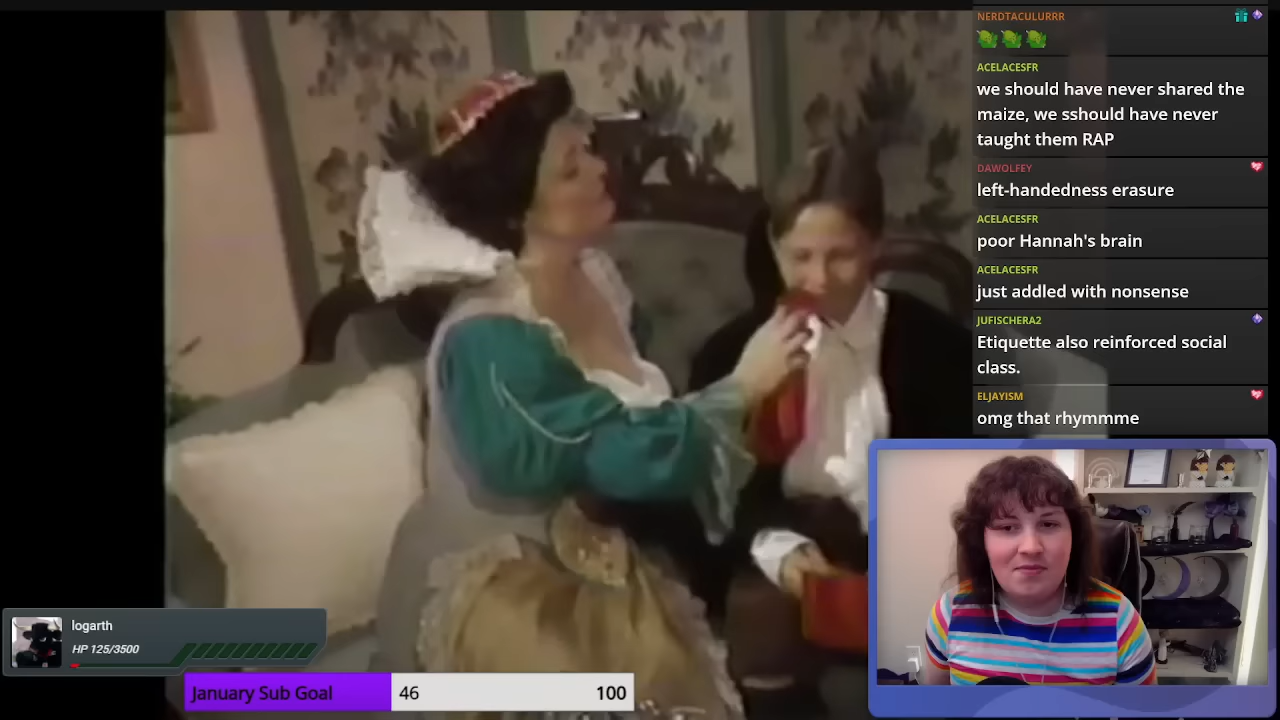 NERDTACULURRR
ACELACESFR
we should have never shared the
maize, we sshould have never
taught them RAP
DAWOLFEY
left-handedness erasure
ACELACESFR
poor Hannah's brain
ACELACESFR
just addled with nonsense
JUFISCHERA2
Etiquette also reinforced social
class.
ELJAYISM
omg that rhymmme
logarth
HP 125/3500
January Sub Goal 46 100